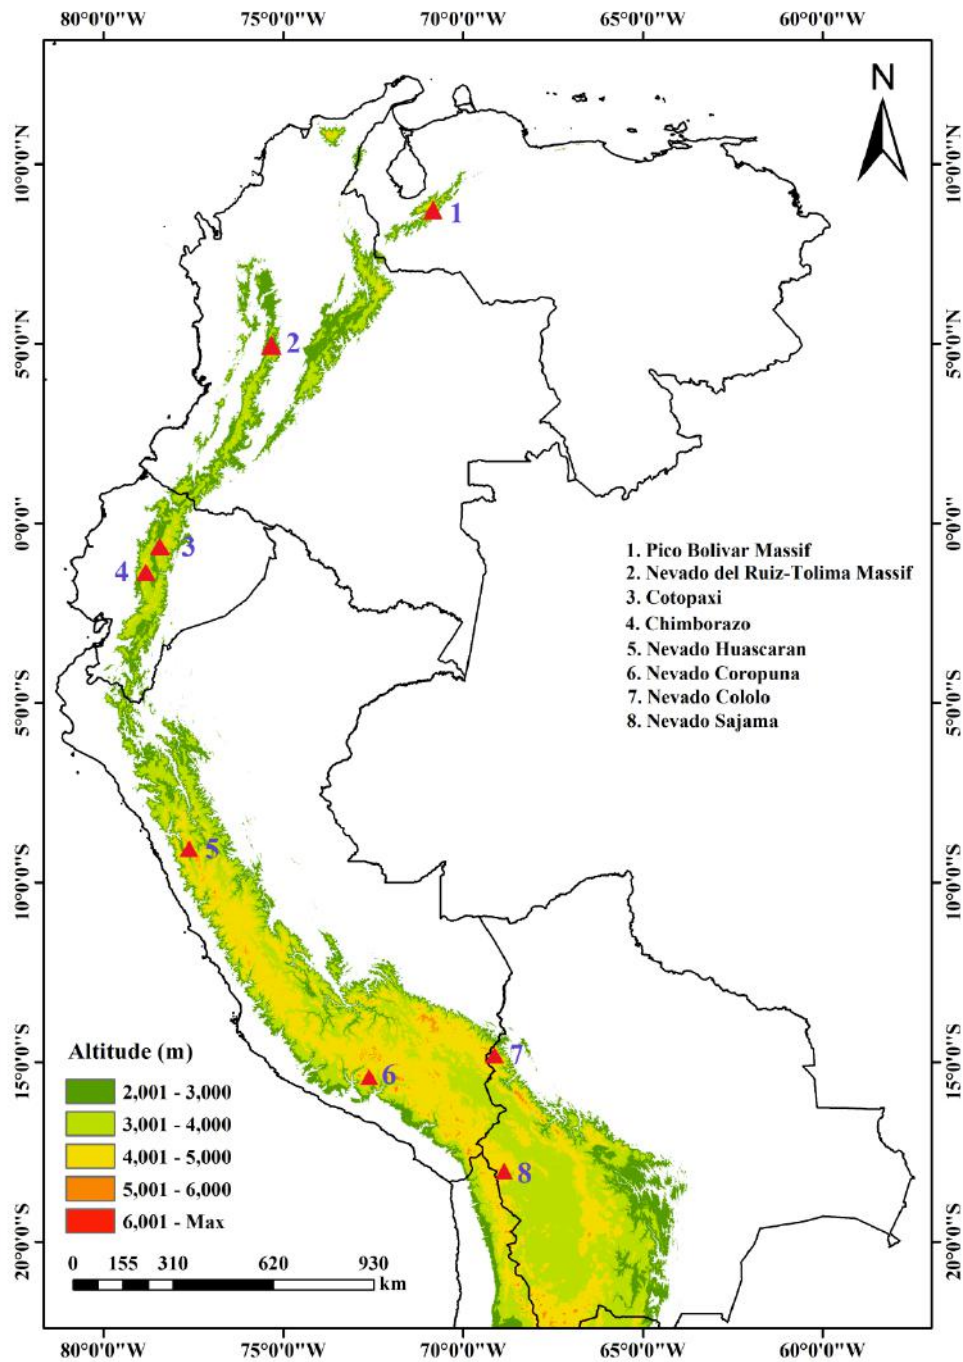 80°0'0"W 75°0'0"W 70°0'0"W 65°0'0"W 60°0'0"W
N
10°0'0"N 10°0'0"N
1
5°0'0"N 2 5°0'0"N
0°0'0" 3 0°0'0"
4
1. Pico Bolivar Massif
2. Nevado del Ruiz-Tolima Massif
3. Cotopaxi
4. Chimborazo
5. Nevado Huascaran
6. Nevado Coropuna
7. Nevado Cololo
8. Nevado Sajama
5°0'0"S 5°0'0"S
5
10°0'0"S 10°0'0"S
15°0'0"S 7 15°0'0"S
6
8
20°0'0"S 20°0'0"S
Altitude (m)
2,001 - 3,000
3,001 - 4,000
4,001 - 5,000
5,001 - 6,000
6,001 - Max
0 155 310 620 930
km
80°0'0"W 75°0'0"W 70°0'0"W 65°0'0"W 60°0'0"W